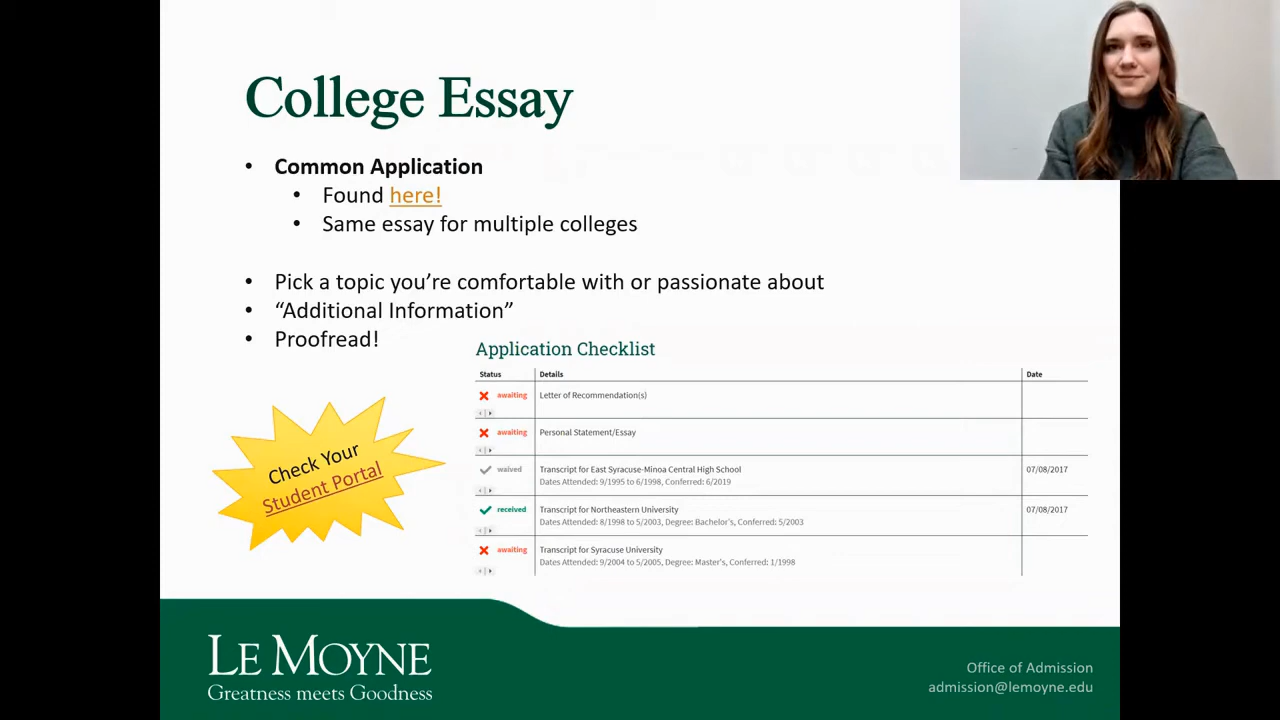 College Essay
• Common Application
• Found here!
• Same essay for multiple colleges
• Pick a topic you’re comfortable with or passionate about
• “Additional Information”
• Proofread!
Application Checklist
Status Details Date
awaiting Letter of Recommendation(s)
awaiting Personal Statement/Essay
waived Transcript for East Syracuse-Minoa Central High School 07/08/2017
Dates Attended: 9/1995 to 6/1998, Conferred: 6/2019
received Transcript for Northeastern University 07/08/2017
Dates Attended: 8/1998 to 5/2003, Degree: Bachelor's, Conferred: 5/2003
awaiting Transcript for Syracuse University
Dates Attended: 9/2004 to 5/2005, Degree: Master's, Conferred: 1/1998
Check Your
Student Portal
LE MOYNE
Greatness meets Goodness
Office of Admission
admission@lemoyne.edu